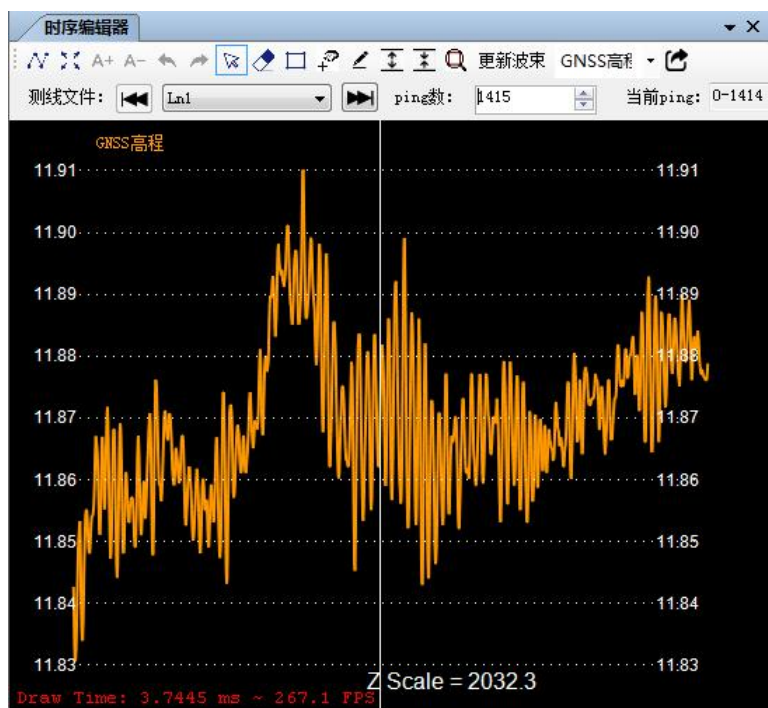 时序编辑器
A+ A- 更新波束 GNSS高程
测线文件: Ln1 ping数: 1415 当前ping: 0-1414
GNSS高程
11.91 11.91
11.90 11.90
11.89 11.89
11.88 11.88
11.87 11.87
11.86 11.86
11.85 11.85
11.84 11.84
11.83 11.83
Z Scale = 2032.3
Draw Time: 3.7445 ms ~ 267.1 FPS